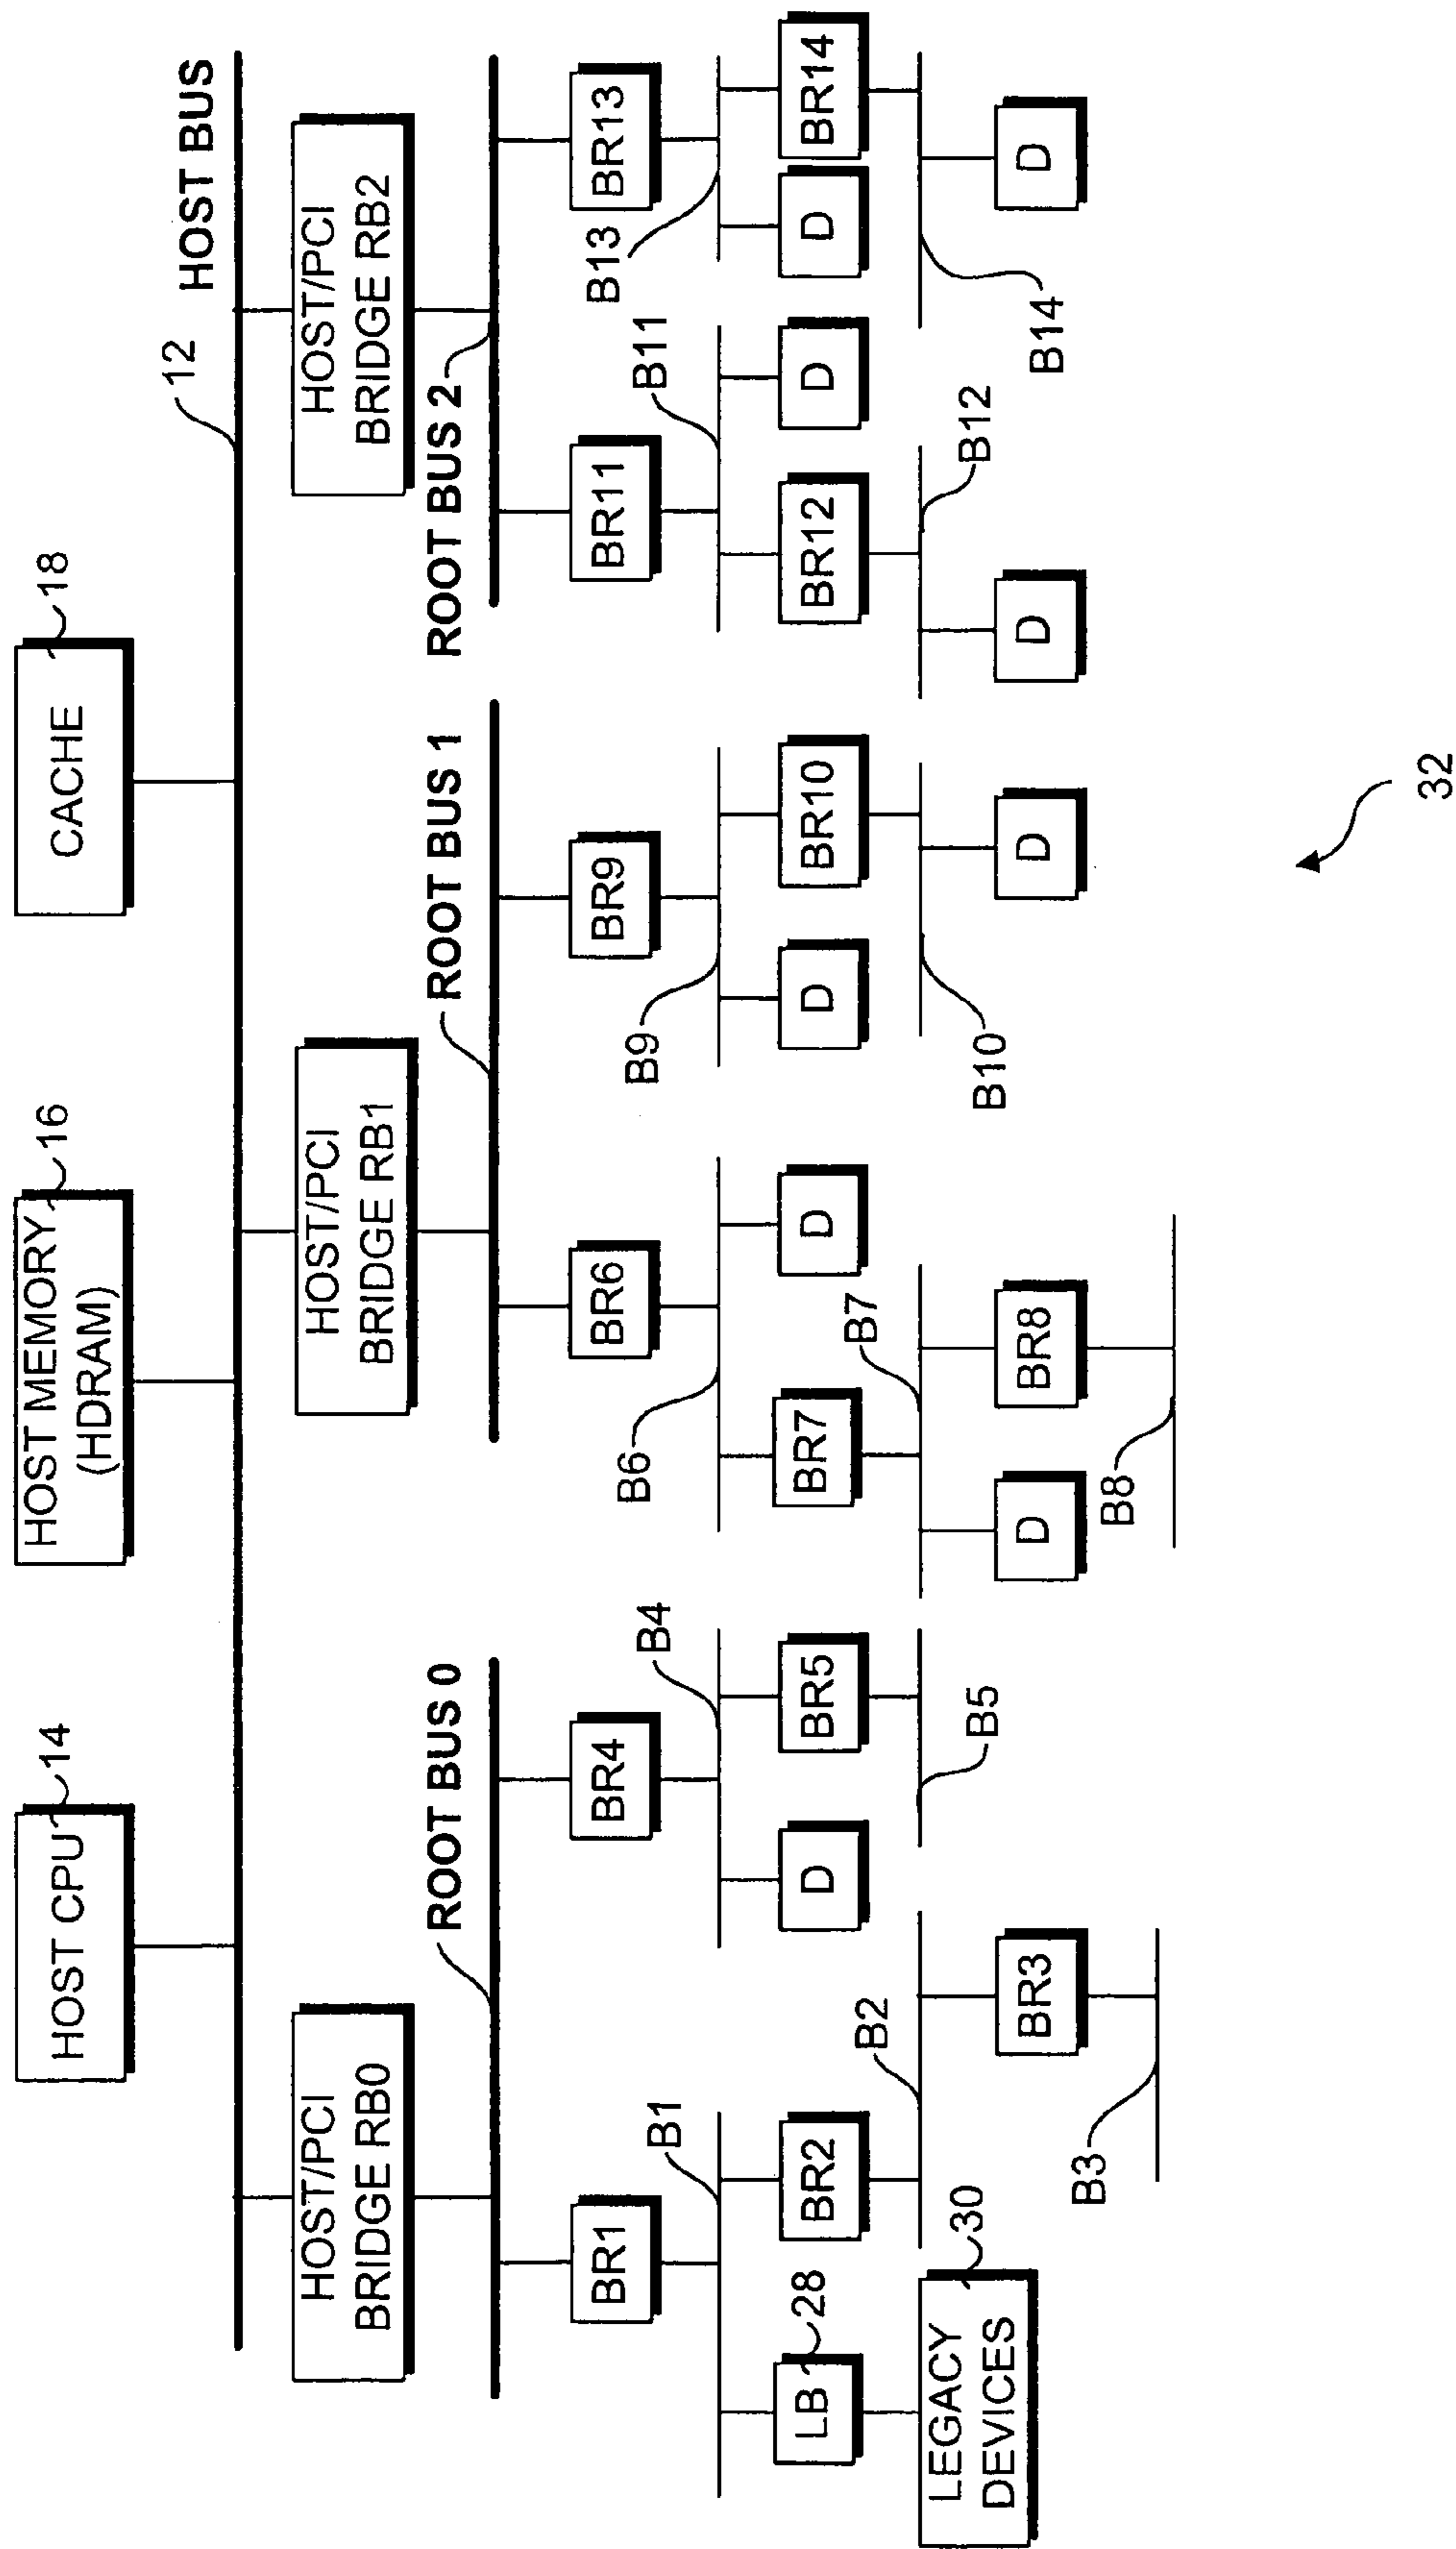 HOST CPU
14
HOST MEMORY
(HDRAM)
16
CACHE
18
12
HOST BUS
HOST/PCI
BRIDGE RB0
HOST/PCI
BRIDGE RB1
HOST/PCI
BRIDGE RB2
ROOT BUS 0
ROOT BUS 1
ROOT BUS 2
BR1
BR4
BR6
BR9
BR11
BR13
B1
B4
B6
B9
B11
B13
LB
28
BR2
D
BR5
BR7
D
D
BR10
BR12
D
D
BR14
LEGACY
DEVICES
30
B2
B5
B7
B10
B12
B14
BR3
D
BR8
D
D
D
B3
B8
32